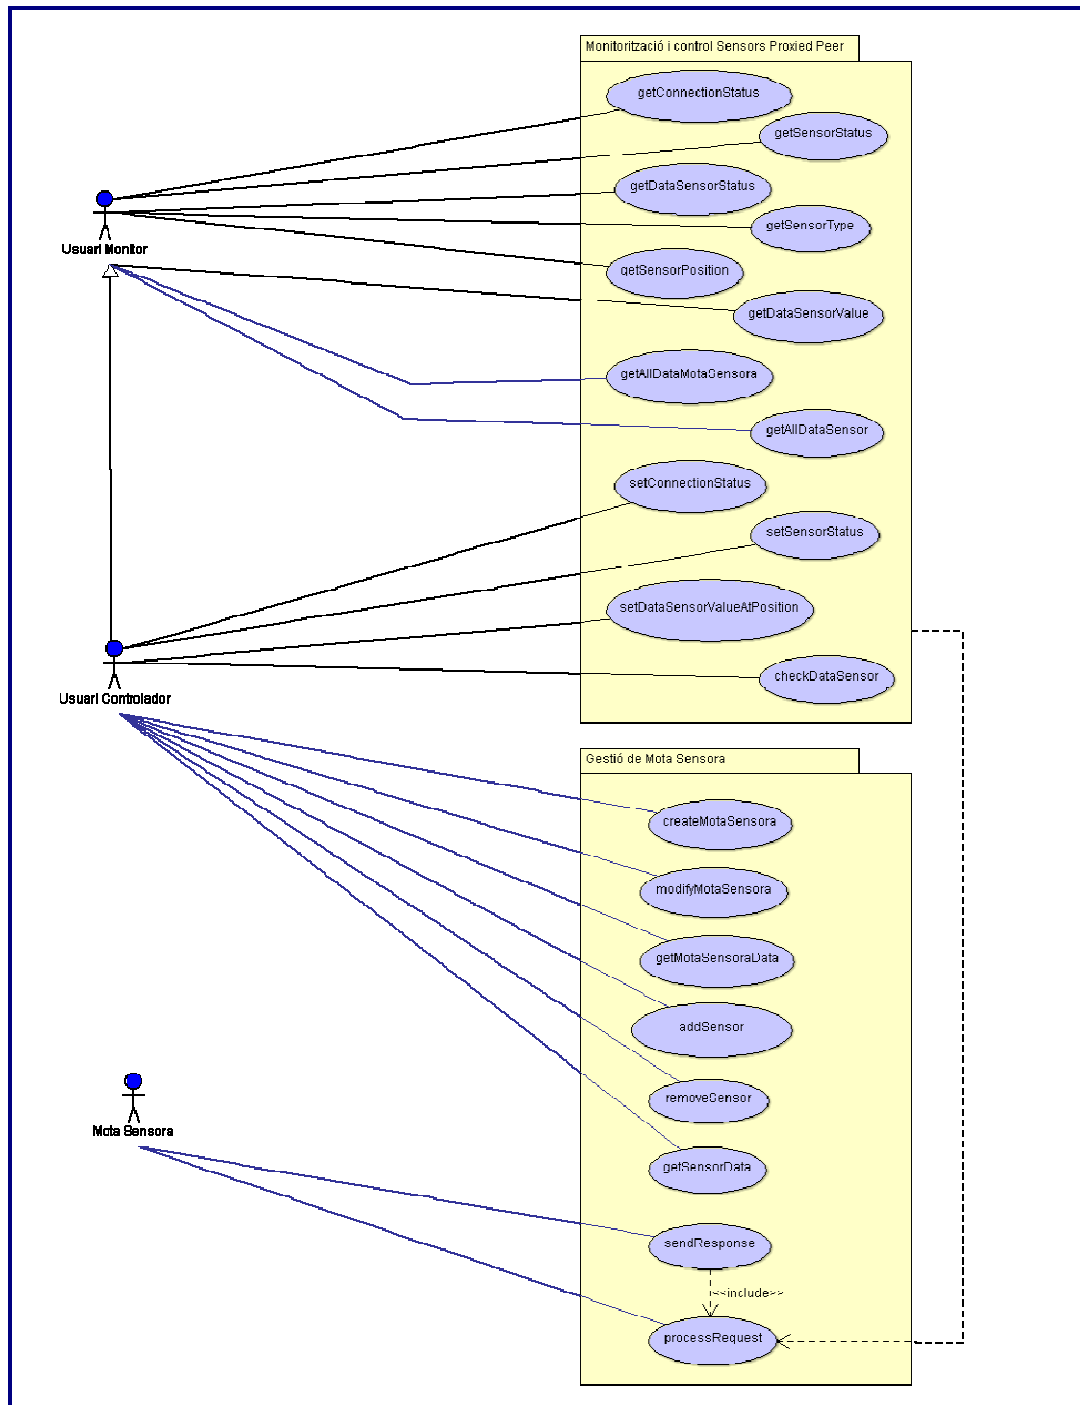 Monitorització i control Sensors Proxied Peer
getConnectionStatus
getSensorStatus
getDataSensorStatus
getSensorType
Usuari Monitor
getSensorPosition
getDataSensorValue
getAllDataMotaSensora
getAllDataSensor
setConnectionStatus
setSensorStatus
setDataSensorValueAtPosition
checkDataSensor
Usuari Controlador
Gestió de Mota Sensora
createMotaSensora
modifyMotaSensora
getMotaSensoraData
addSensor
removeSensor
Mota Sensora
getSensorData
sendResponse
<<include>>
processRequest